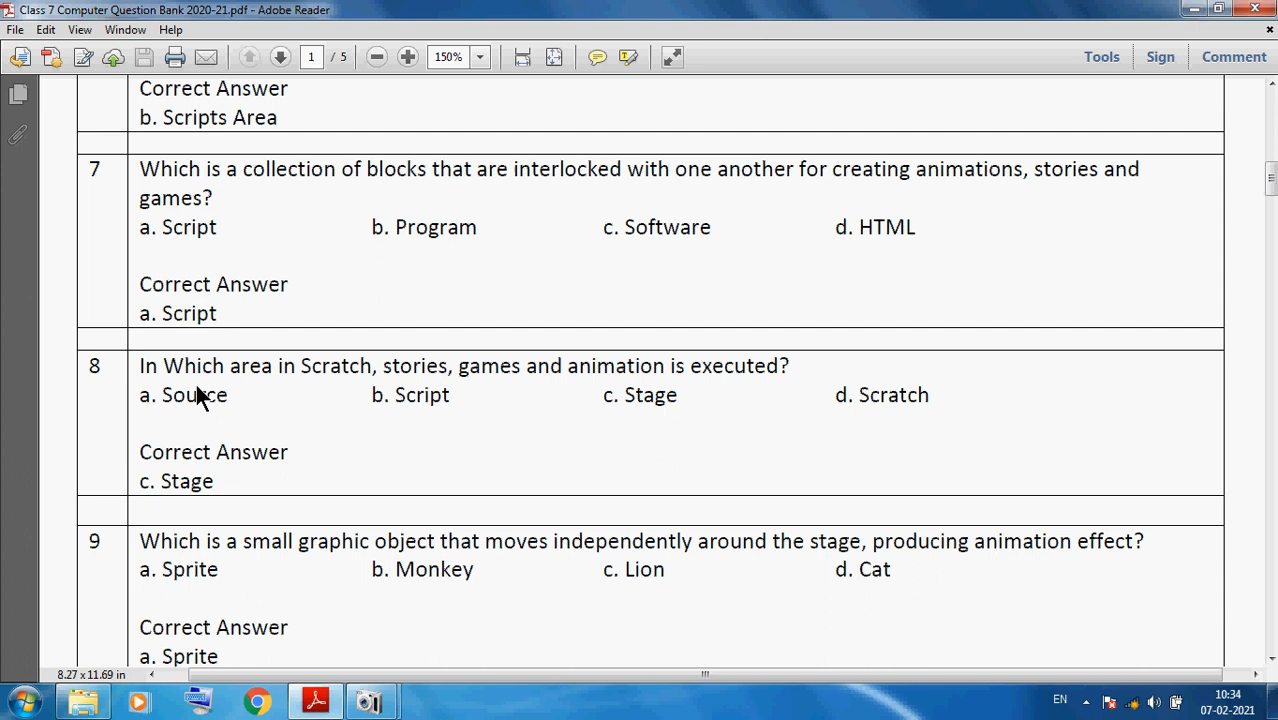 Class 7 Computer Question Bank 2020-21.pdf - Adobe Reader
File Edit View Window Help
1 / 5 150% Tools Sign Comment
Correct Answer
b. Scripts Area
7 Which is a collection of blocks that are interlocked with one another for creating animations, stories and
games?
a. Script b. Program c. Software d. HTML
Correct Answer
a. Script
8 In Which area in Scratch, stories, games and animation is executed?
a. Source b. Script c. Stage d. Scratch
Correct Answer
c. Stage
9 Which is a small graphic object that moves independently around the stage, producing animation effect?
a. Sprite b. Monkey c. Lion d. Cat
Correct Answer
a. Sprite
8.27 x 11.69 in
EN 10:34
07-02-2021